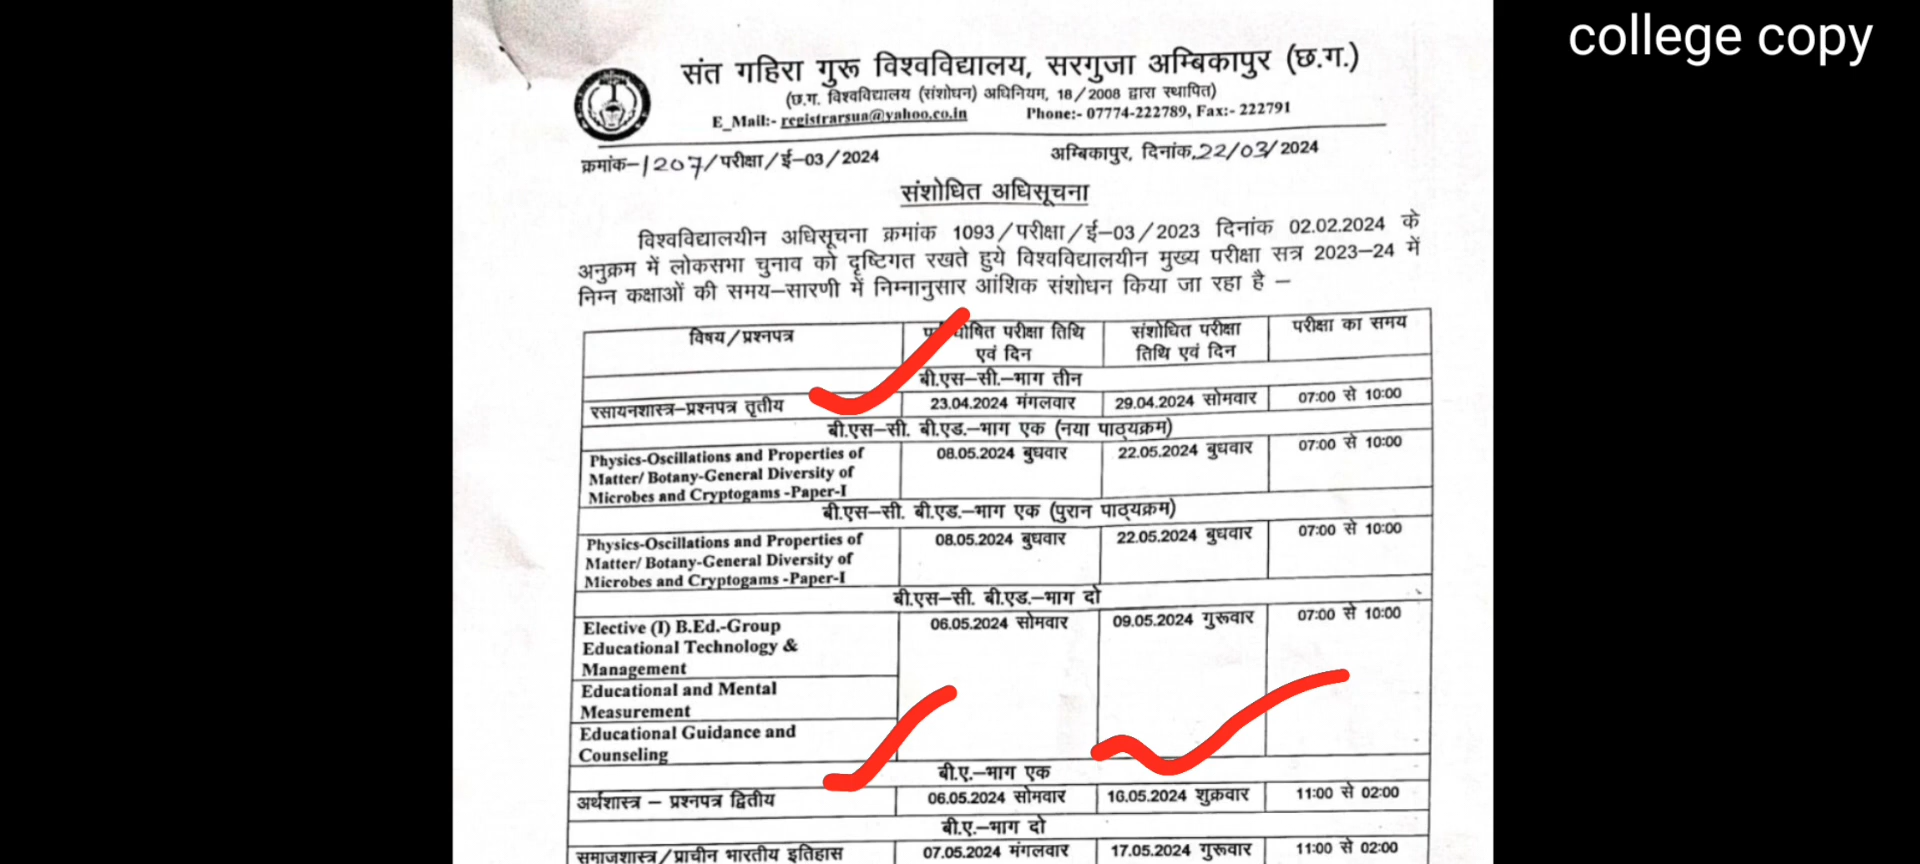 college copy
संत गहिरा गुरू विश्वविद्यालय, सरगुजा अम्बिकापुर (छ.ग.)
(छ.ग. विश्वविद्यालय (संशोधन) अधिनियम, 18/2008 द्वारा स्थापित)
E_Mail:- registrarsua@yahoo.co.in Phone:- 07774-222789, Fax:- 222791
क्रमांक-1207/परीक्षा/ई-03/2024 अम्बिकापुर, दिनांक,22/03/2024
संशोधित अधिसूचना
विश्वविद्यालयीन अधिसूचना क्रमांक 1093/परीक्षा/ई-03/2023 दिनांक 02.02.2024 के
अनुक्रम में लोकसभा चुनाव को दृष्टिगत रखते हुये विश्वविद्यालयीन मुख्य परीक्षा सत्र 2023-24 में
निम्न कक्षाओं की समय-सारणी में निम्नानुसार आंशिक संशोधन किया जा रहा है –
विषय/प्रश्नपत्र परीक्षा तिथि संशोधित परीक्षा परीक्षा का समय
एवं दिन तिथि एवं दिन
बी.एस-सी.-भाग तीन
रसायनशास्त्र-प्रश्नपत्र तृतीय 23.04.2024 मंगलवार 29.04.2024 सोमवार 07:00 से 10:00
बी.एस-सी. बी.एड.-भाग एक (नया पाठ्यक्रम)
Physics-Oscillations and Properties of 08.05.2024 बुधवार 22.05.2024 बुधवार 07:00 से 10:00
Matter/ Botany-General Diversity of
Microbes and Cryptogams -Paper-I
बी.एस-सी. बी.एड.-भाग एक (पुरान पाठ्यक्रम)
Physics-Oscillations and Properties of 08.05.2024 बुधवार 22.05.2024 बुधवार 07:00 से 10:00
Matter/ Botany-General Diversity of
Microbes and Cryptogams -Paper-I
बी.एस-सी. बी.एड.-भाग दो
Elective (I) B.Ed.-Group 06.05.2024 सोमवार 09.05.2024 गुरूवार 07:00 से 10:00
Educational Technology &
Management
Educational and Mental
Measurement
Educational Guidance and
Counseling
बी.ए.-भाग एक
अर्थशास्त्र – प्रश्नपत्र द्वितीय 06.05.2024 सोमवार 16.05.2024 शुक्रवार 11:00 से 02:00
बी.ए.-भाग दो
समाजशास्त्र/प्राचीन भारतीय इतिहास 07.05.2024 मंगलवार 17.05.2024 गुरूवार 11:00 से 02:00